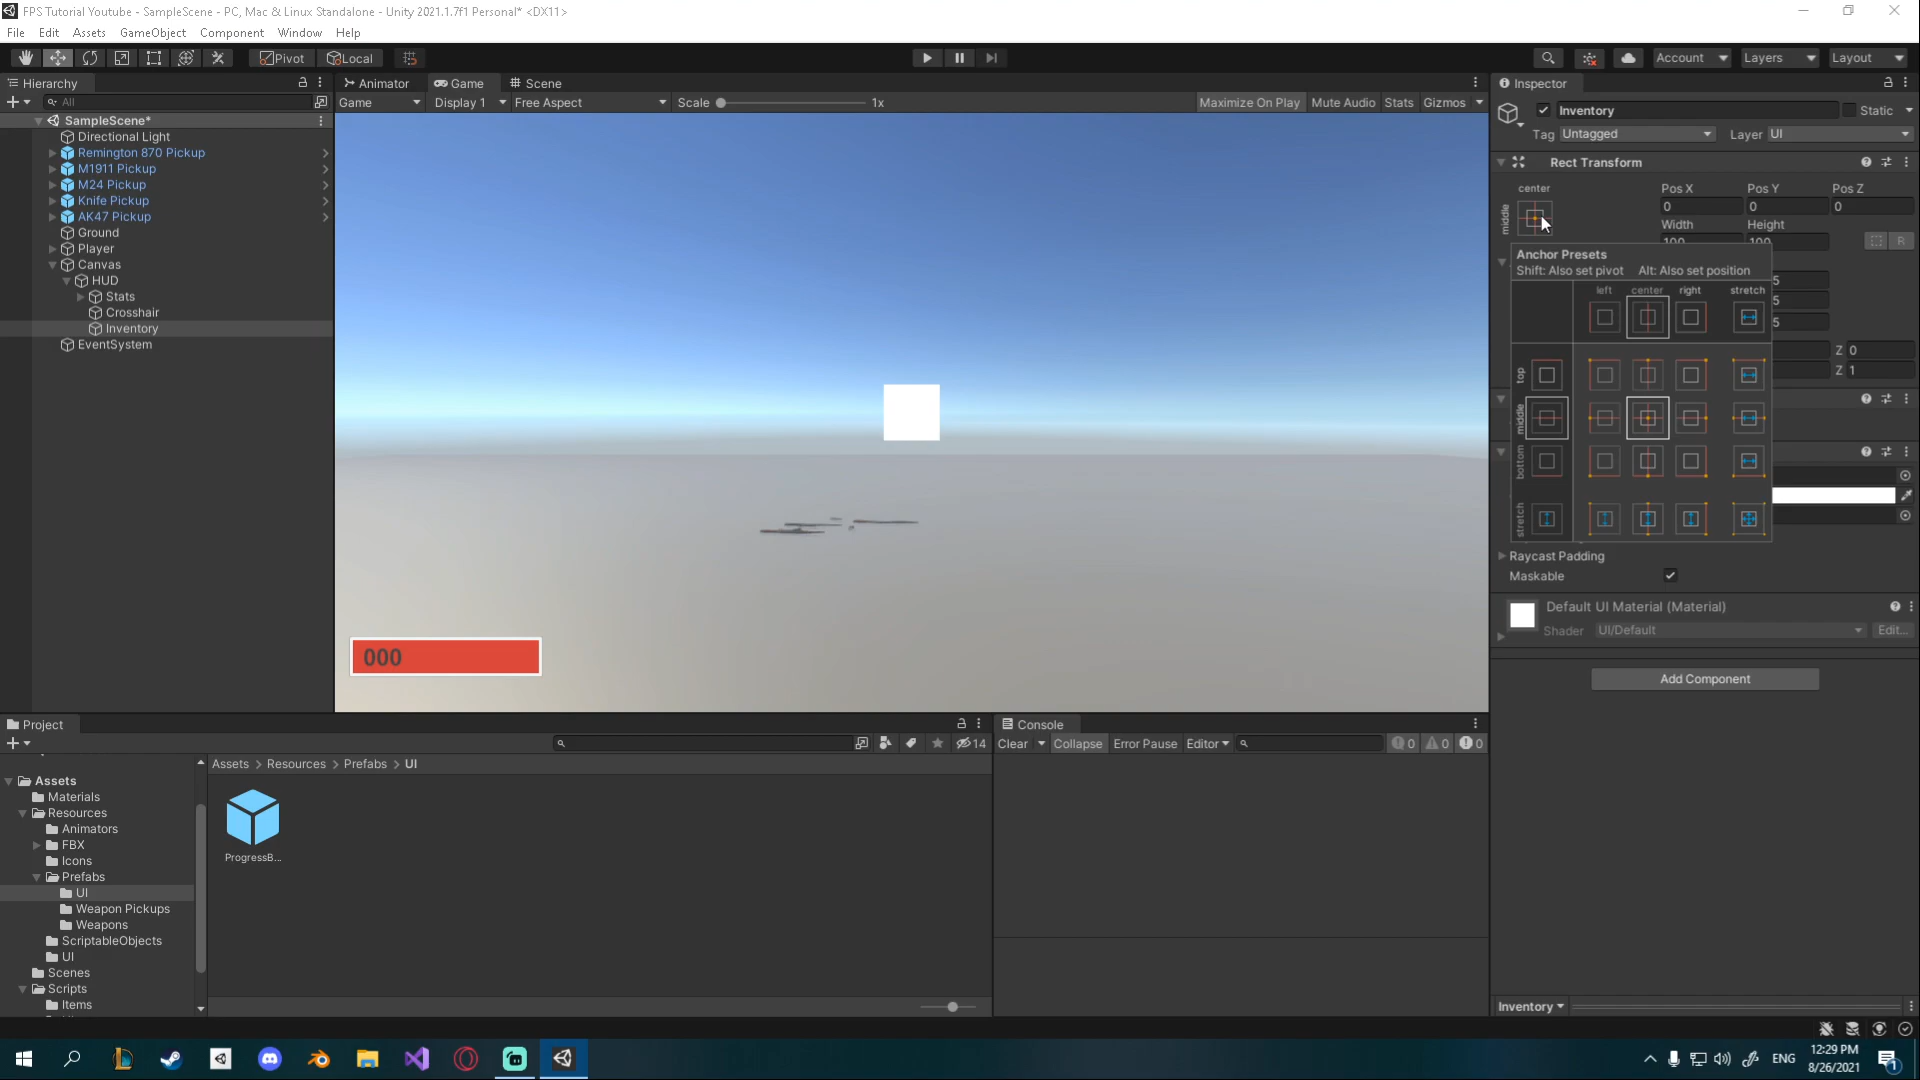 FPS Tutorial Youtube - SampleScene - PC, Mac & Linux Standalone - Unity 2021.1.7f1 Personal* <DX11>
File Edit Assets GameObject Component Window Help
Pivot Local
Account Layers Layout
Hierarchy
All
SampleScene*
Directional Light
Remington 870 Pickup
M1911 Pickup
M24 Pickup
Knife Pickup
AK47 Pickup
Ground
Player
Canvas
HUD
Stats
Crosshair
Inventory
EventSystem
Animator Game Scene
Game Display 1 Free Aspect Scale 1x Maximize On Play Mute Audio Stats Gizmos
000
Inspector
Inventory Static
Tag Untagged Layer UI
Rect Transform
center
middle
Pos X Pos Y Pos Z
0 0 0
Width Height
100 100 R
Anchor Presets
Shift: Also set pivot Alt: Also set position
left center right stretch
top
middle
bottom
stretch
5
5
5
Z 0
Z 1
Raycast Padding
Maskable
Default UI Material (Material)
Shader UI/Default Edit...
Add Component
Inventory
Project
14
Assets
Materials
Resources
Animators
FBX
Icons
Prefabs
UI
Weapon Pickups
Weapons
ScriptableObjects
UI
Scenes
Scripts
Items
Assets > Resources > Prefabs > UI
ProgressB...
Console
Clear Collapse Error Pause Editor 0 0 0
ENG
12:29 PM
8/26/2021
1